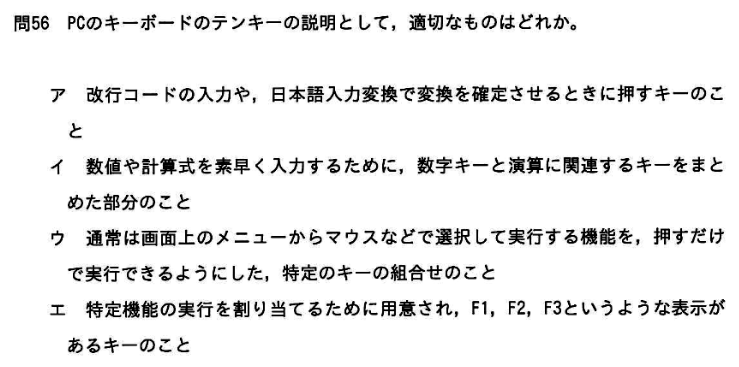 問56 PCのキーボードのテンキーの説明として，適切なものはどれか。
ア 改行コードの入力や，日本語入力変換で変換を確定させるときに押すキーのこ
と
イ 数値や計算式を素早く入力するために，数字キーと演算に関連するキーをまと
めた部分のこと
ウ 通常は画面上のメニューからマウスなどで選択して実行する機能を，押すだけ
で実行できるようにした，特定のキーの組合せのこと
エ 特定機能の実行を割り当てるために用意され，F1，F2，F3というような表示が
あるキーのこと